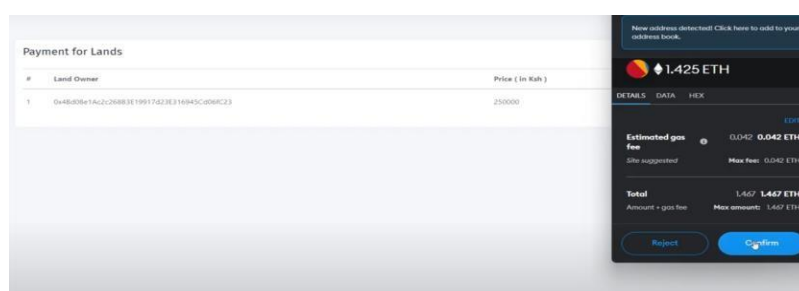 Payment for Lands
# Land Owner Price ( in Ksh )
1 250000
New address detected! Click here to add to your
address book.
1.425 ETH
DETAILS DATA HEX
EDIT
Estimated gas
fee
0.042 0.042 ETH
Site suggested Max fee: 0.042 ETH
Total 1.467 1.467 ETH
Amount + gas fee Max amount: 1.467 ETH
Reject Confirm